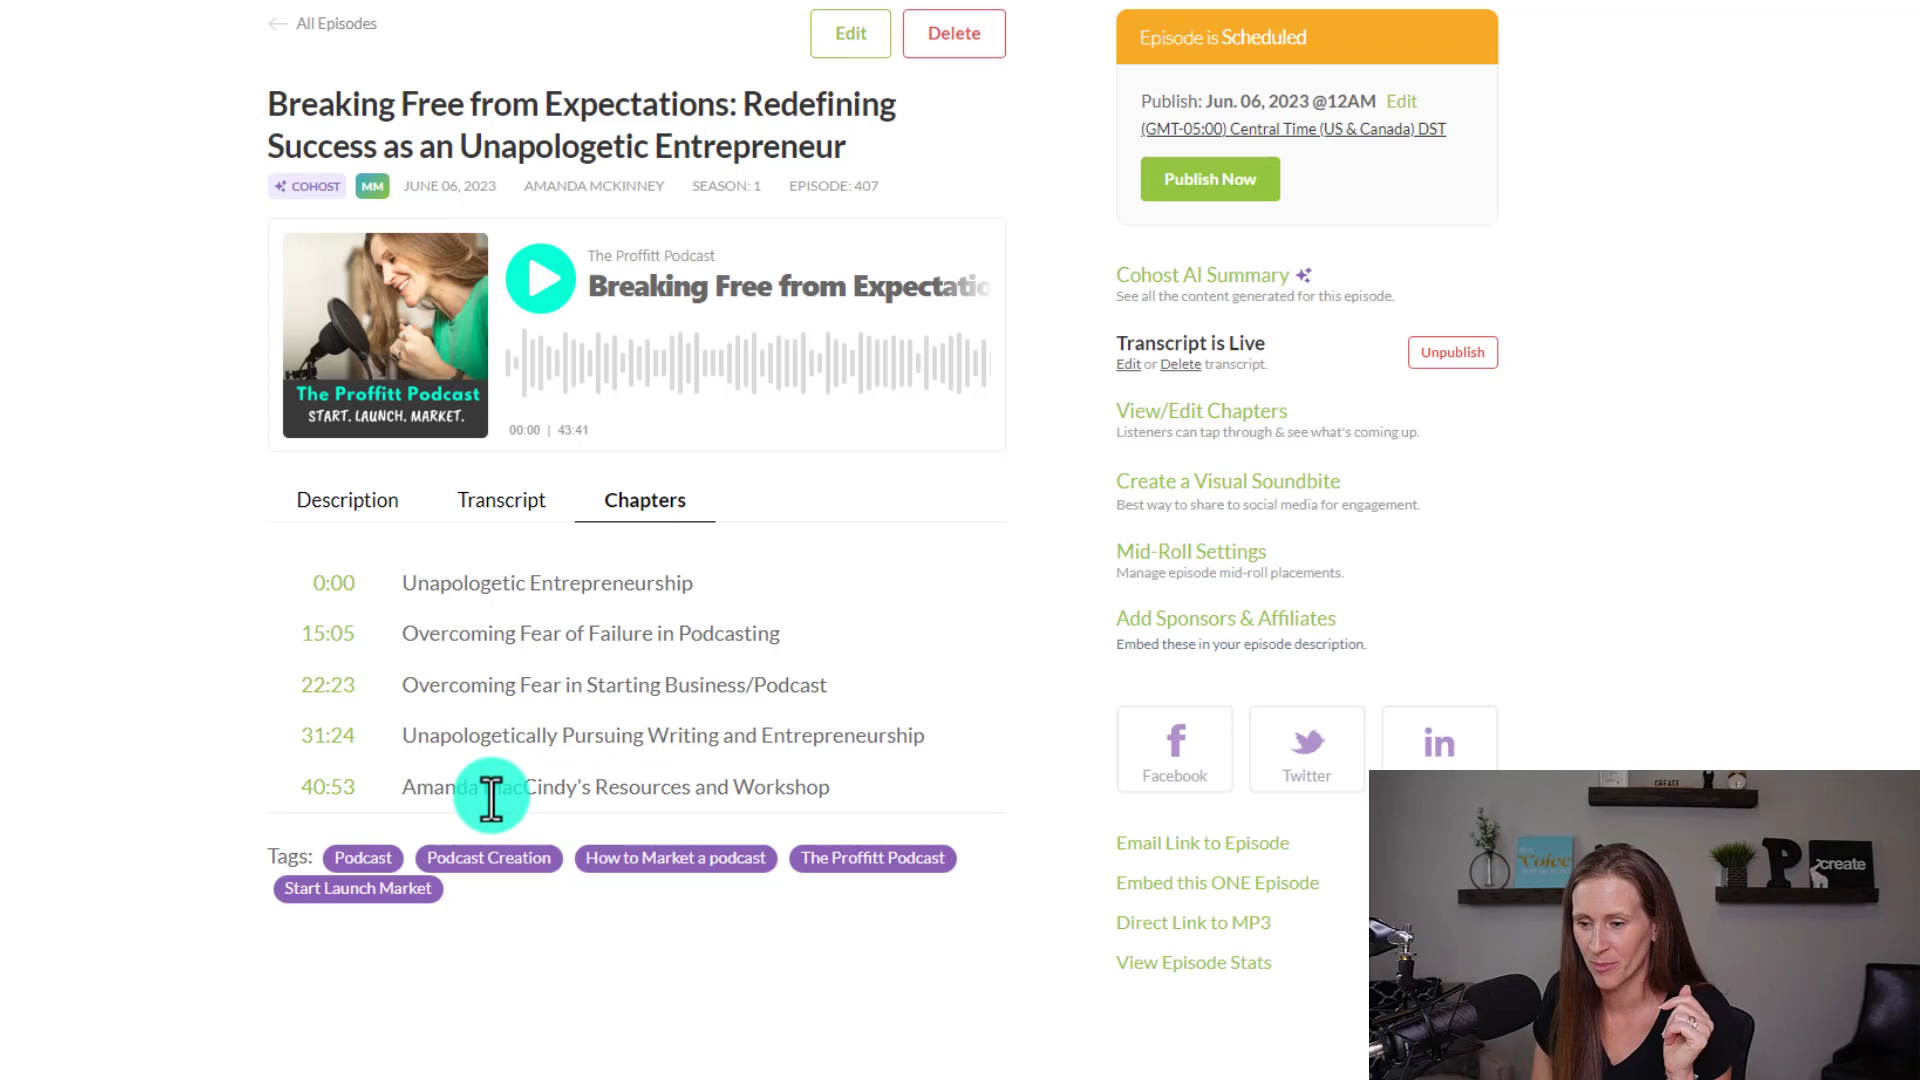 All Episodes
Edit
Delete
Breaking Free from Expectations: Redefining
Success as an Unapologetic Entrepreneur
COHOST MM JUNE 06, 2023 AMANDA MCKINNEY SEASON: 1 EPISODE: 407
The Proffitt Podcast
START. LAUNCH. MARKET.
The Proffitt Podcast
Breaking Free from Expectatio
00:00 | 43:41
Description Transcript Chapters
0:00 Unapologetic Entrepreneurship
15:05 Overcoming Fear of Failure in Podcasting
22:23 Overcoming Fear in Starting Business/Podcast
31:24 Unapologetically Pursuing Writing and Entrepreneurship
40:53 Amanda MacCindy's Resources and Workshop
Tags: Podcast Podcast Creation How to Market a podcast The Proffitt Podcast
Start Launch Market
Episode is Scheduled
Publish: Jun. 06, 2023 @12AM Edit
(GMT-05:00) Central Time (US & Canada) DST
Publish Now
Cohost AI Summary
See all the content generated for this episode.
Transcript is Live
Edit or Delete transcript.
Unpublish
View/Edit Chapters
Listeners can tap through & see what's coming up.
Create a Visual Soundbite
Best way to share to social media for engagement.
Mid-Roll Settings
Manage episode mid-roll placements.
Add Sponsors & Affiliates
Embed these in your episode description.
f
Facebook
Twitter
in
Email Link to Episode
Embed this ONE Episode
Direct Link to MP3
View Episode Stats
CREATE
Voice
P
create